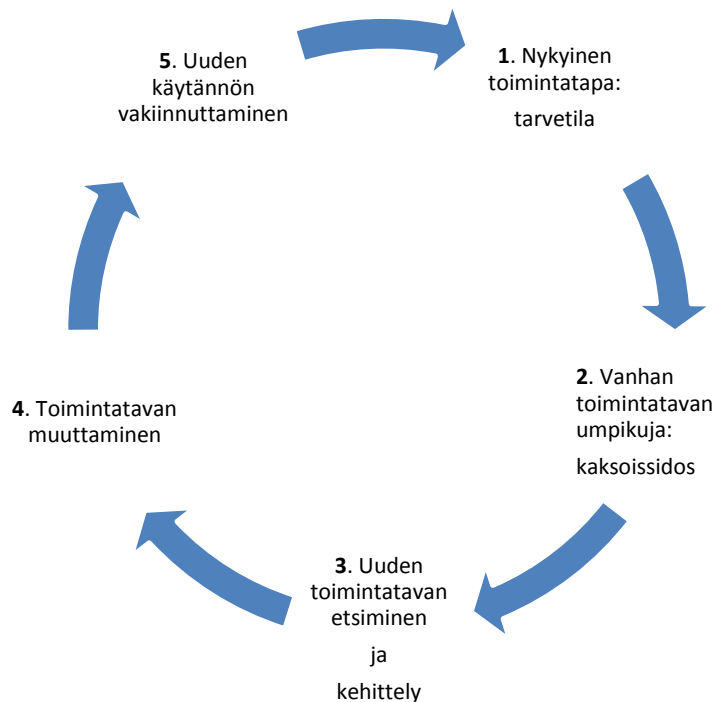 1. Nykyinen
toimintatapa:
tarvetila
2. Vanhan
toimintatavan
umpikuja:
kaksoissidos
3. Uuden
toimintatavan
etsiminen
ja
kehittely
4. Toimintatavan
muuttaminen
5. Uuden
käytännön
vakiinnuttaminen